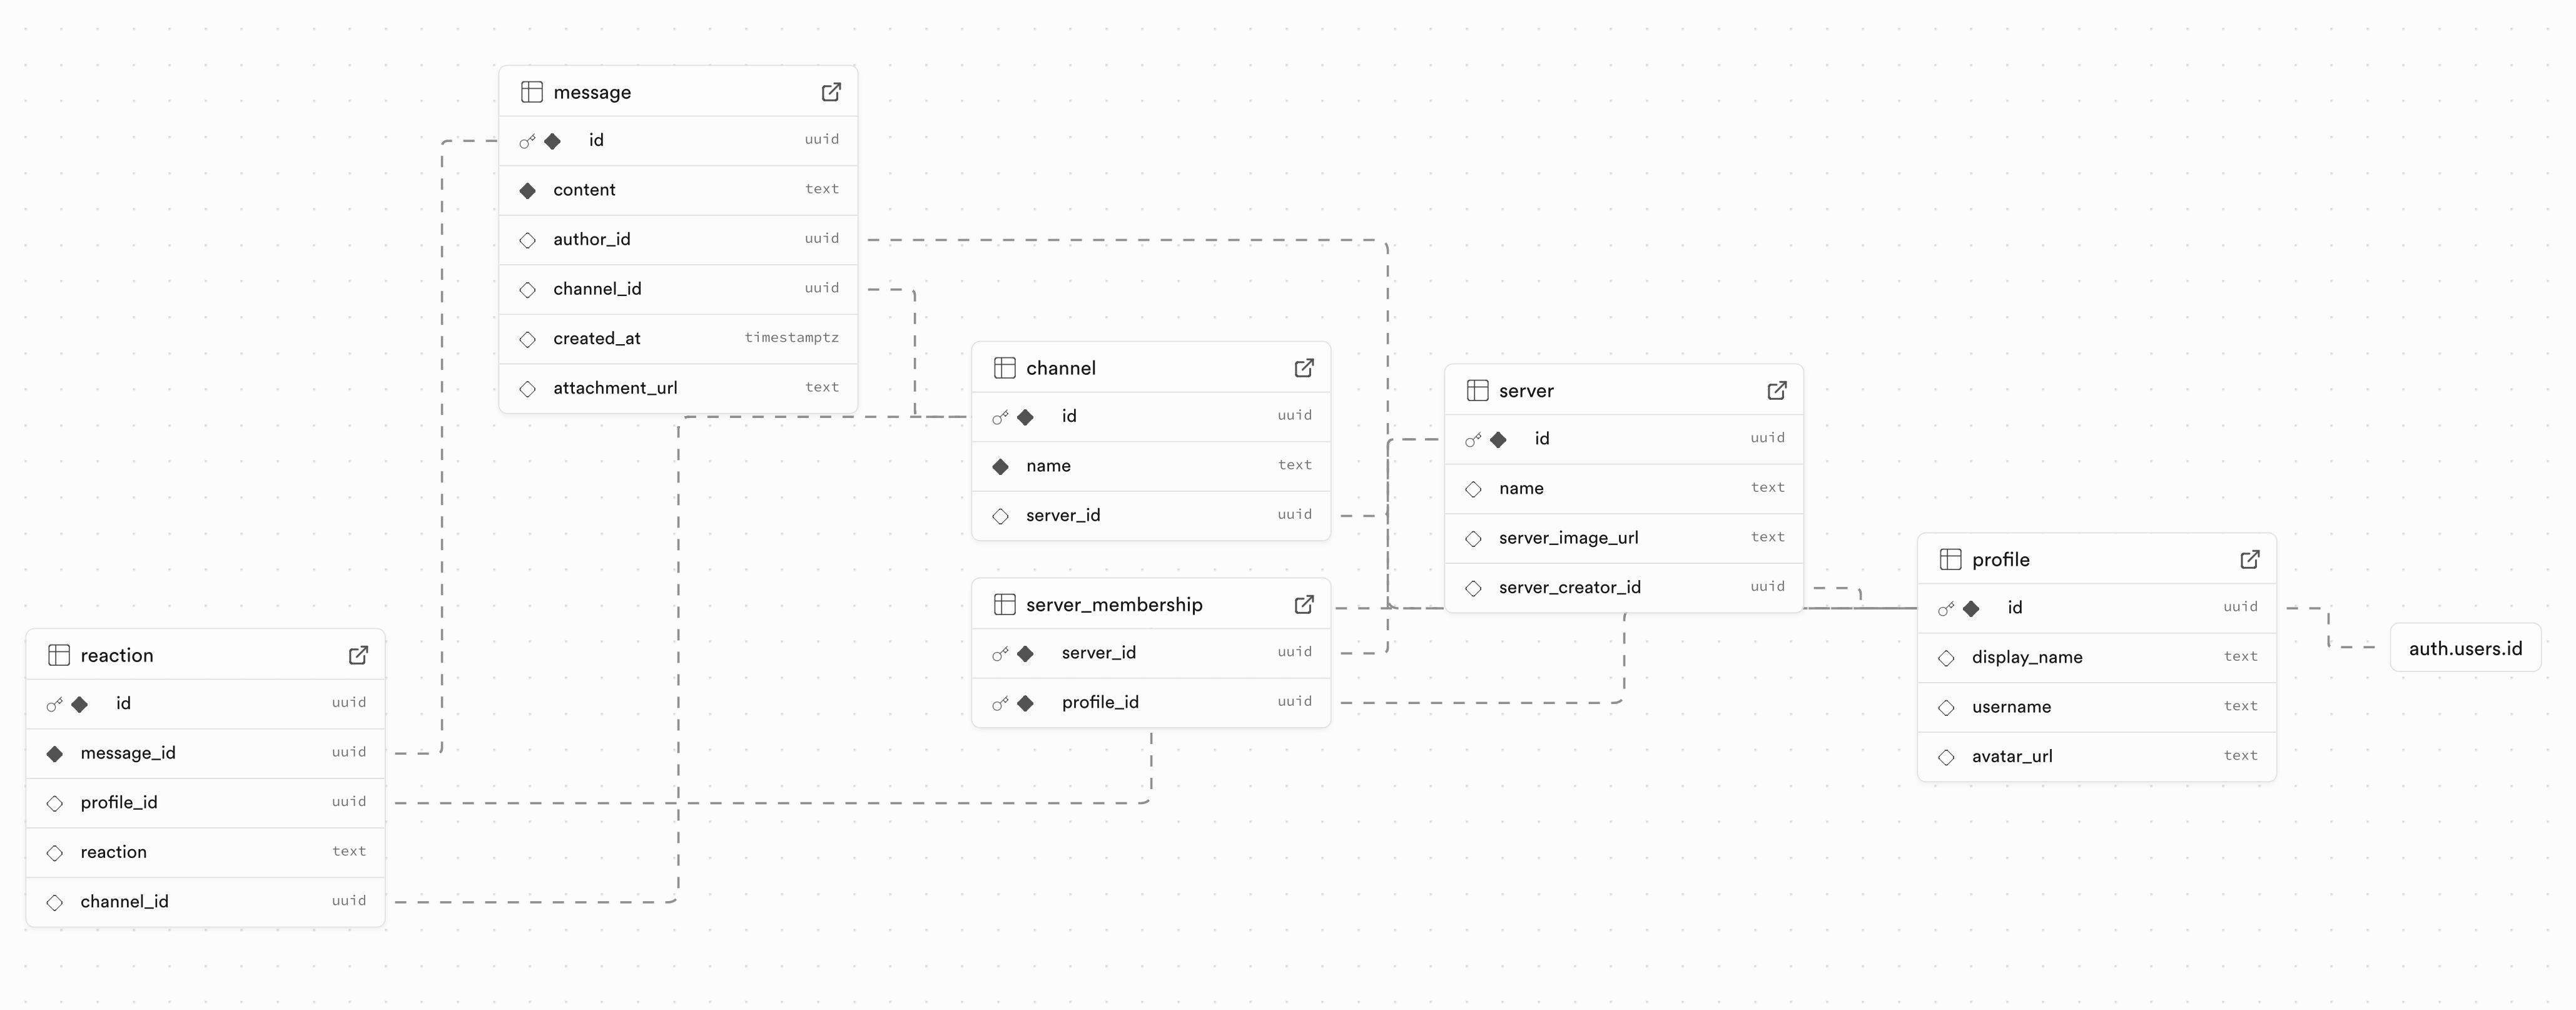 message
id uuid
content text
author_id uuid
channel_id uuid
created_at timestamptz
attachment_url text
channel
id uuid
name text
server_id uuid
server
id uuid
name text
server_image_url text
server_creator_id uuid
server_membership
server_id uuid
profile_id uuid
profile
id uuid
display_name text
username text
avatar_url text
auth.users.id
reaction
id uuid
message_id uuid
profile_id uuid
reaction text
channel_id uuid